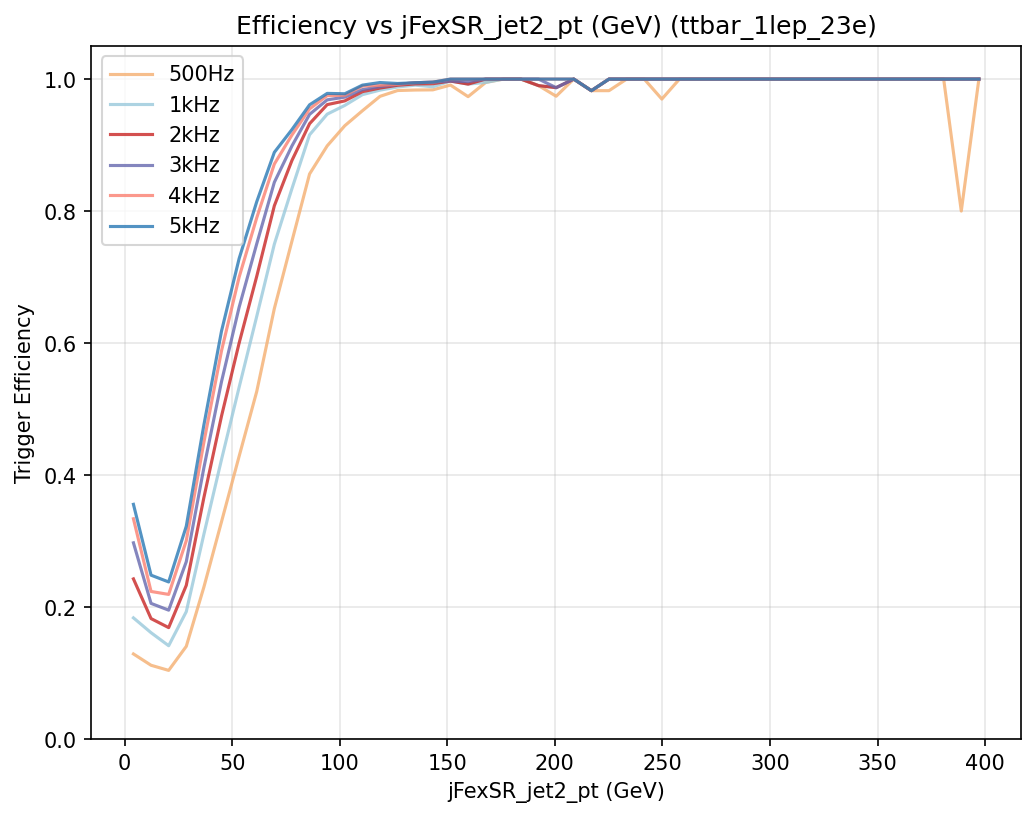 Efficiency vs jFexSR_jet2_pt (GeV) (ttbar_1lep_23e)
500Hz
1kHz
2kHz
3kHz
4kHz
5kHz
Trigger Efficiency
1.0
0.8
0.6
0.4
0.2
0.0
0 50 100 150 200 250 300 350 400
jFexSR_jet2_pt (GeV)